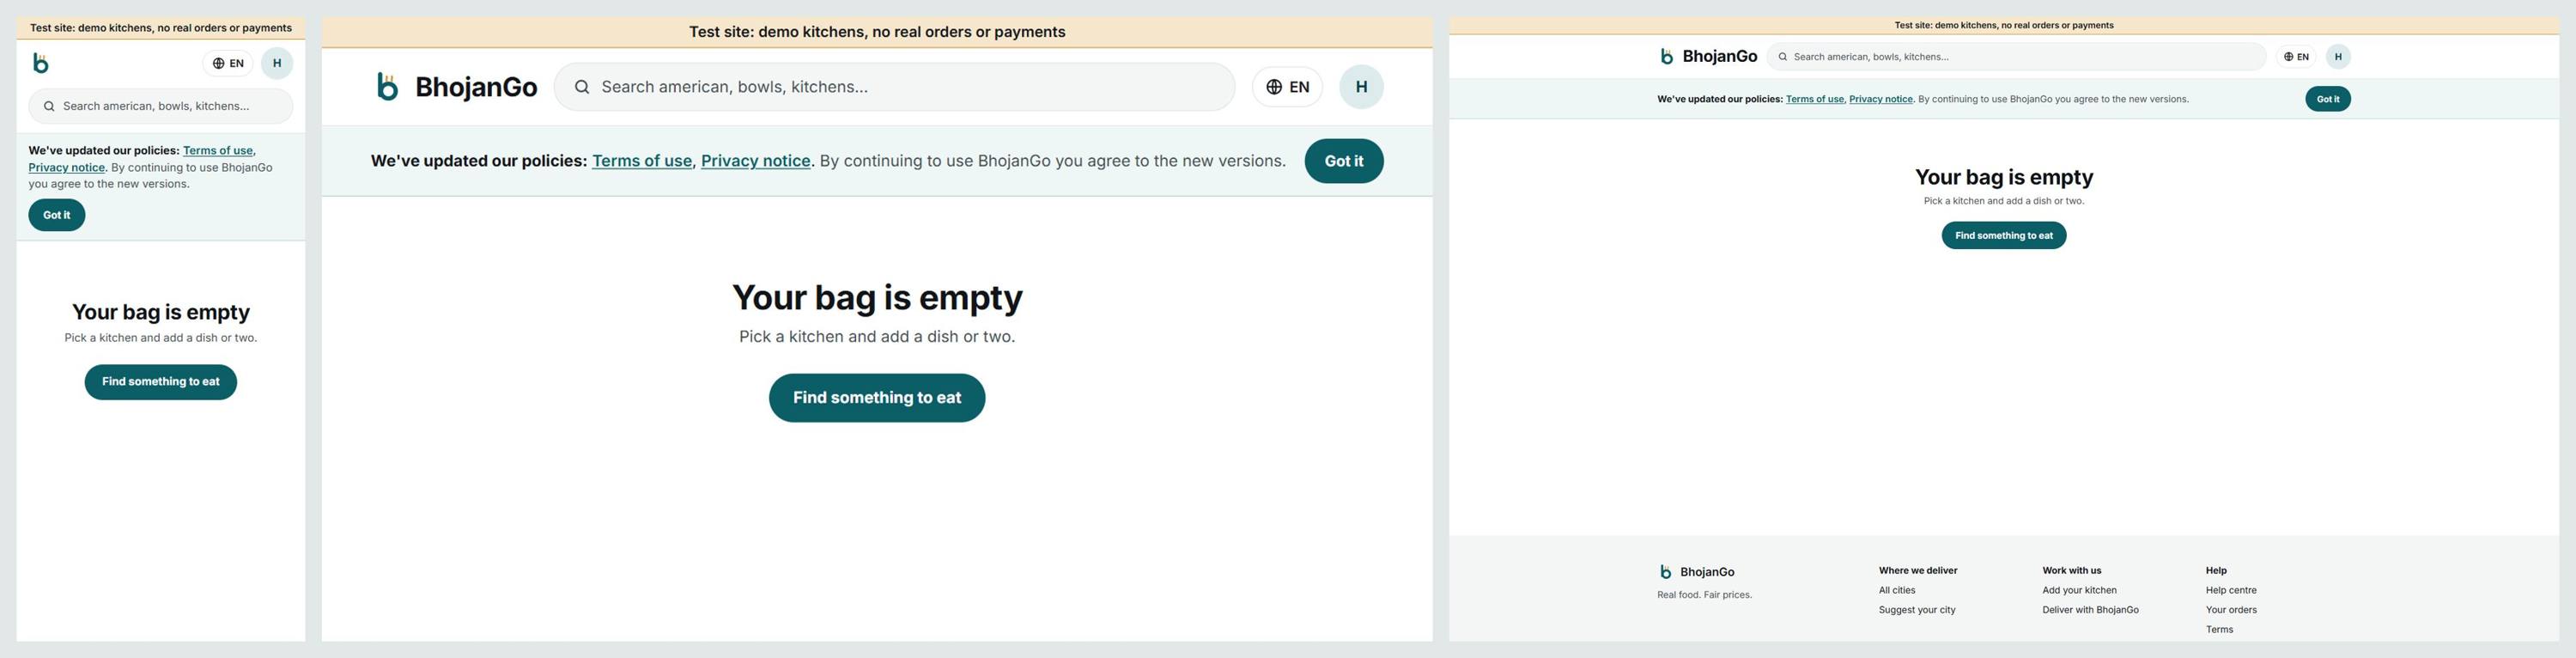 Test site: demo kitchens, no real orders or payments
EN
H
Search american, bowls, kitchens...
We've updated our policies: Terms of use,
Privacy notice. By continuing to use BhojanGo
you agree to the new versions.
Got it
Your bag is empty
Pick a kitchen and add a dish or two.
Find something to eat
Test site: demo kitchens, no real orders or payments
BhojanGo
Search american, bowls, kitchens...
EN
H
We've updated our policies: Terms of use, Privacy notice. By continuing to use BhojanGo you agree to the new versions.
Got it
Your bag is empty
Pick a kitchen and add a dish or two.
Find something to eat
Test site: demo kitchens, no real orders or payments
BhojanGo
Search american, bowls, kitchens...
EN
H
We've updated our policies: Terms of use, Privacy notice. By continuing to use BhojanGo you agree to the new versions.
Got it
Your bag is empty
Pick a kitchen and add a dish or two.
Find something to eat
BhojanGo
Real food. Fair prices.
Where we deliver
All cities
Suggest your city
Work with us
Add your kitchen
Deliver with BhojanGo
Help
Help centre
Your orders
Terms